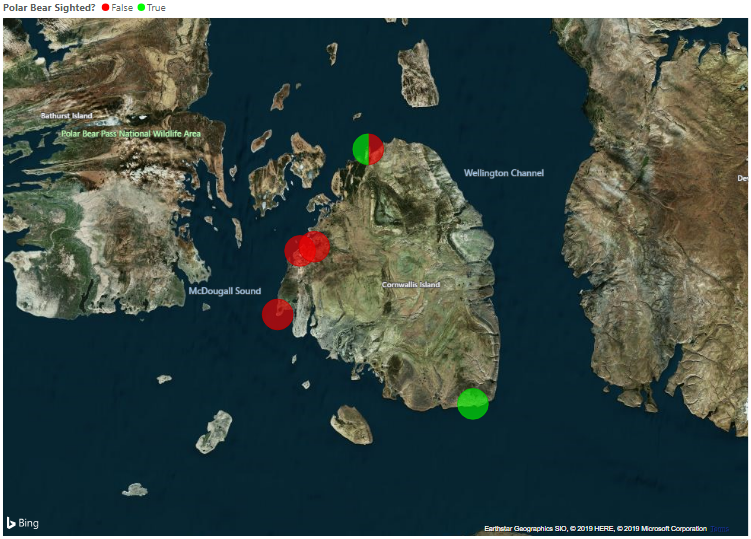 Polar Bear Sighted? False True
Bathurst Island
Polar Bear Pass National Wildlife Area
Wellington Channel
De
McDougall Sound
Cornwallis Island
Bing
Earthstar Geographics SIO, © 2019 HERE, © 2019 Microsoft Corporation Terms